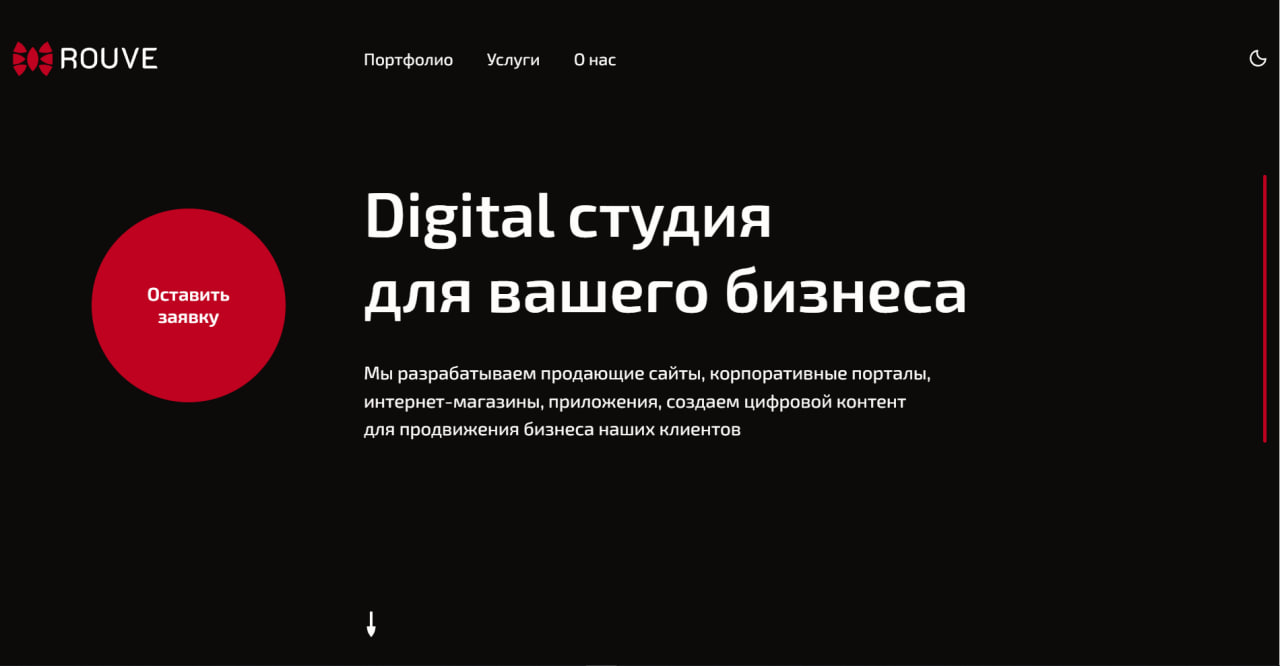 ROUVE
Портфолио Услуги О нас
Digital студия
для вашего бизнеса
Оставить
заявку
Мы разрабатываем продающие сайты, корпоративные порталы,
интернет-магазины, приложения, создаем цифровой контент
для продвижения бизнеса наших клиентов